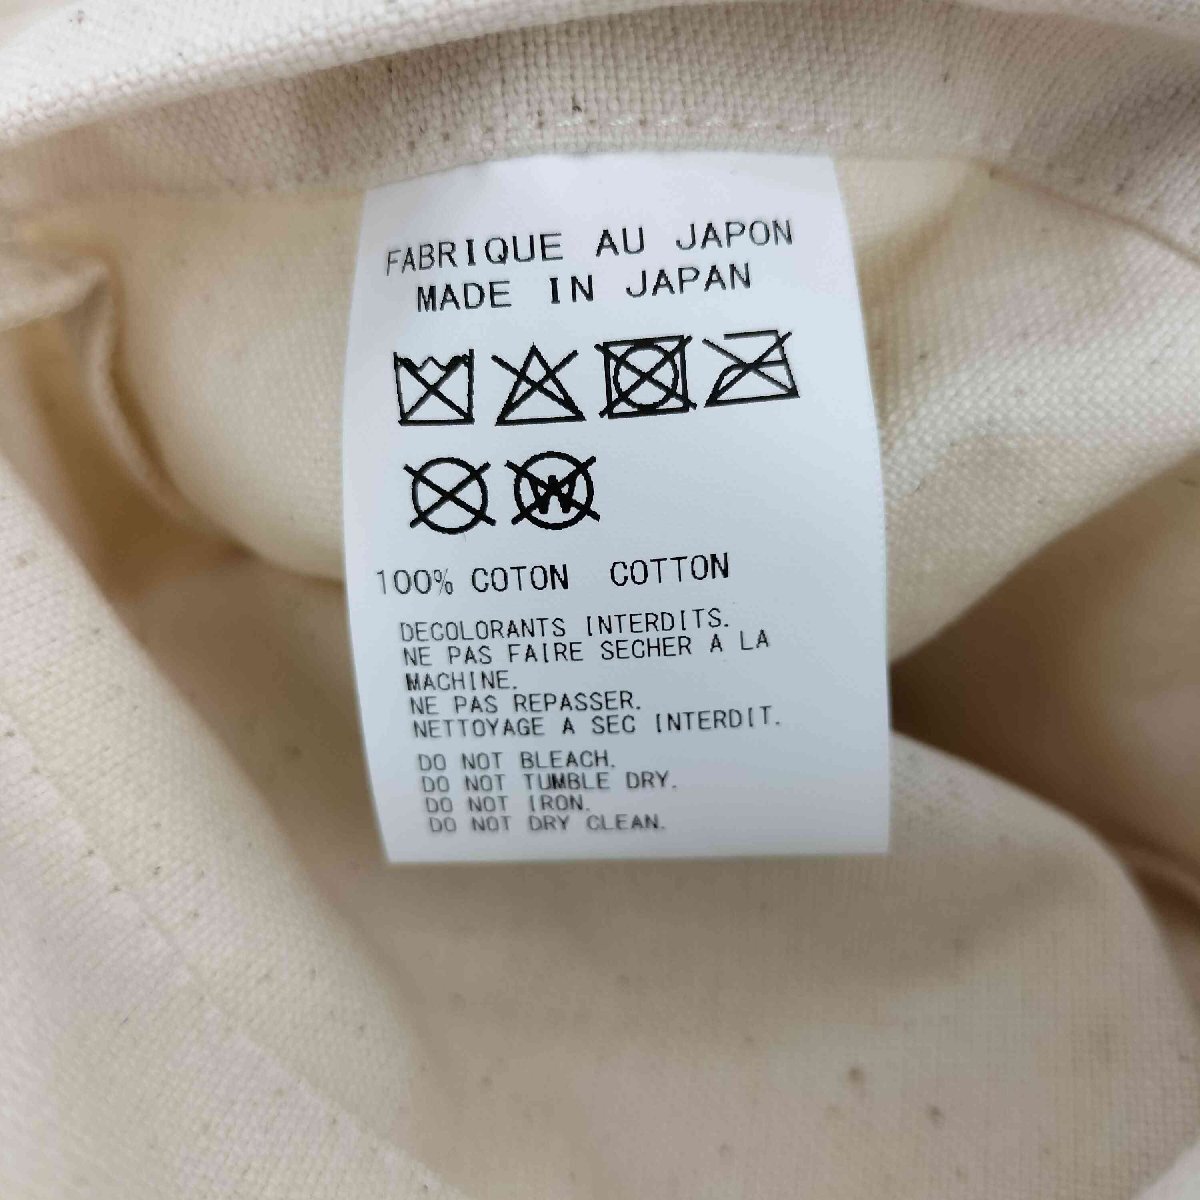 FABRIQUE AU JAPON
MADE IN JAPAN
W
100% COTON COTTON
DECOLORANTS INTERDITS.
NE PAS FAIRE SECHER A LA
MACHINE.
NE PAS REPASSER.
NETTOYAGE A SEC INTERDIT.
DO NOT BLEACH.
DO NOT TUMBLE DRY.
DO NOT IRON.
DO NOT DRY CLEAN.